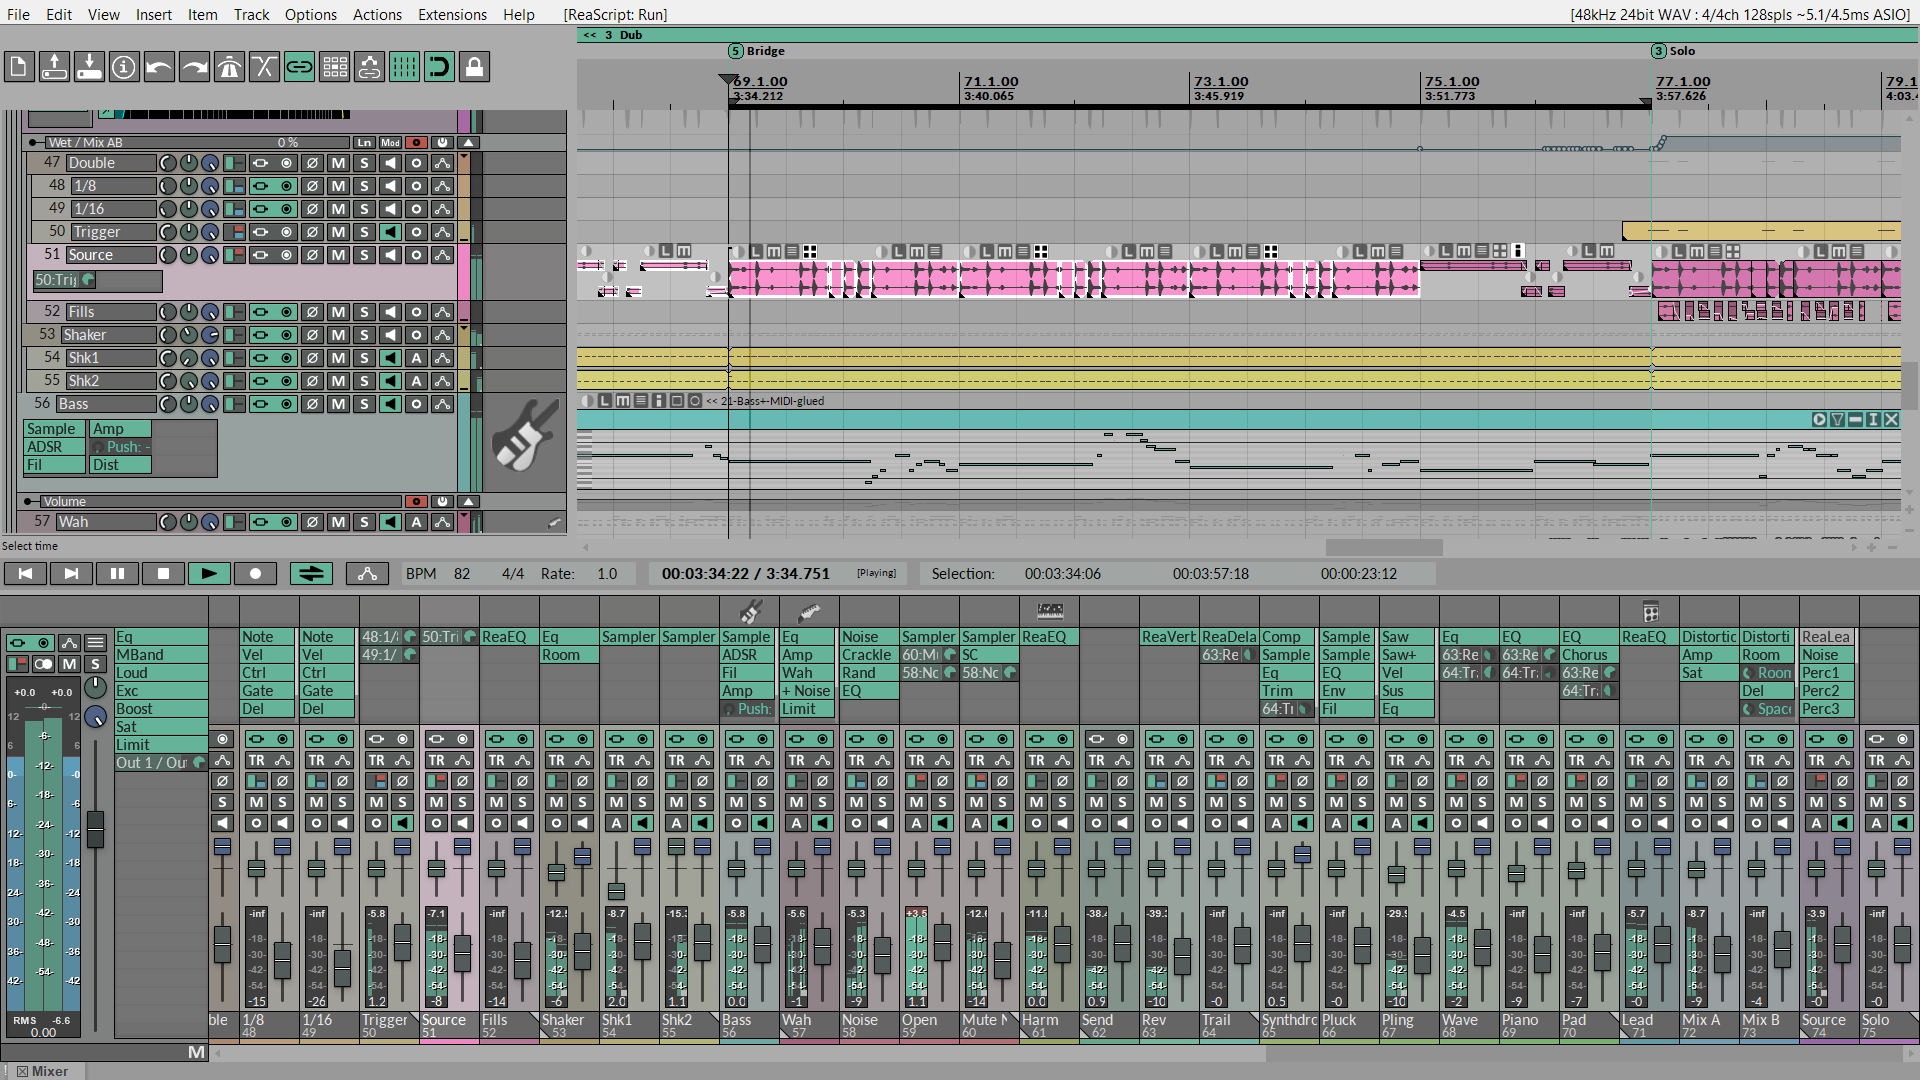 File Edit View Insert Item Track Options Actions Extensions Help [ReaScript: Run] [48kHz 24bit WAV : 4/4ch 128spls ~5.1/4.5ms ASIO]
<< 3 Dub
5 Bridge 3 Solo
69.1.00 71.1.00 73.1.00 75.1.00 77.1.00 79.1
3:34.212 3:40.065 3:45.919 3:51.773 3:57.626 4:03.4
Wet / Mix AB 0 % Ln Mod
47 Double M S
48 1/8 M S
49 1/16 M S
50 Trigger M S
51 Source M S
50:Tri
52 Fills M S
53 Shaker M S
54 Shk1 M S A
55 Shk2 M S A
56 Bass M S
<< 21-Bass+-MIDI-glued
Sample Amp
ADSR Push: -
Fil Dist
Volume
57 Wah M S A
Select time
BPM 82 4/4 Rate: 1.0 00:03:34:22 / 3:34.751 [Playing] Selection: 00:03:34:06 00:03:57:18 00:00:23:12
Eq Note Note 48:1/ 50:Tri ReaEQ Eq Sampler Sampler Sample Eq Noise Sampler Sampler ReaEQ ReaVerb ReaDela Comp Sample Saw Eq EQ EQ ReaEQ Distortic Distorti ReaLea
MBand Vel Vel 49:1/ Room ADSR Amp Crackle 60:M SC 63:Re Sample Sample Saw+ 63:Re 63:Re Chorus Amp Room Noise
Loud Ctrl Ctrl Fil Wah Rand 58:Nc 58:Nc Eq EQ Vel 64:Tr 64:Tr 63:Re Sat Room Perc1
Exc Gate Gate Amp + Noise EQ Trim Env Sus 64:Tr Del Perc2
Boost Del Del Push: Limit 64:Tr Fil Eq Space Perc3
Sat
Limit
Out 1 / Ou
M S
+0.0 +0.0
-inf -inf -5.8 -7.1 -inf -12.5 -8.7 -15.3 -5.8 -5.6 -5.3 +3.5 -12.6 -11.8 -38.4 -39.3 -inf -inf -inf -29.9 -4.5 -inf -inf -5.7 -8.7 -inf -3.9 -inf
-15 -26 1.2 -8 -14 -6 2.0 1.1 0.0 -1 -9 1.1 -14 0.0 0.9 -10 -0 0.5 -0 -10 -2 -9 -7 -0 -9 -4 -0 -0
RMS -6.6
0.00
ble 1/8 1/16 Trigger Source Fills Shaker Shk1 Shk2 Bass Wah Noise Open Mute N Harm Send Rev Trail Synthdrc Pluck Pling Wave Piano Pad Lead Mix A Mix B Source Solo
48 49 50 51 52 53 54 55 56 57 58 59 60 61 62 63 64 65 66 67 68 69 70 71 72 73 74 75
M
Mixer